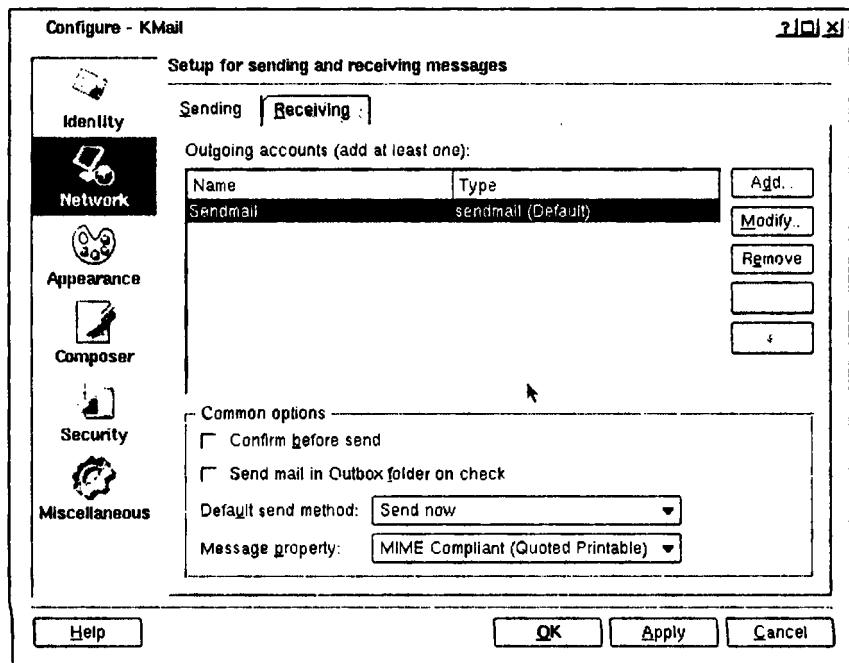 Configure - KMail
Setup for sending and receiving messages
Identity
Network
Appearance
Composer
Security
Miscellaneous
Sending
Receiving
Outgoing accounts (add at least one):
Name Type
Sendmail sendmail (Default)
Add..
Modify..
Remove
Common options
Confirm before send
Send mail in Outbox folder on check
Default send method: Send now
Message property: MIME Compliant (Quoted Printable)
Help OK Apply Cancel